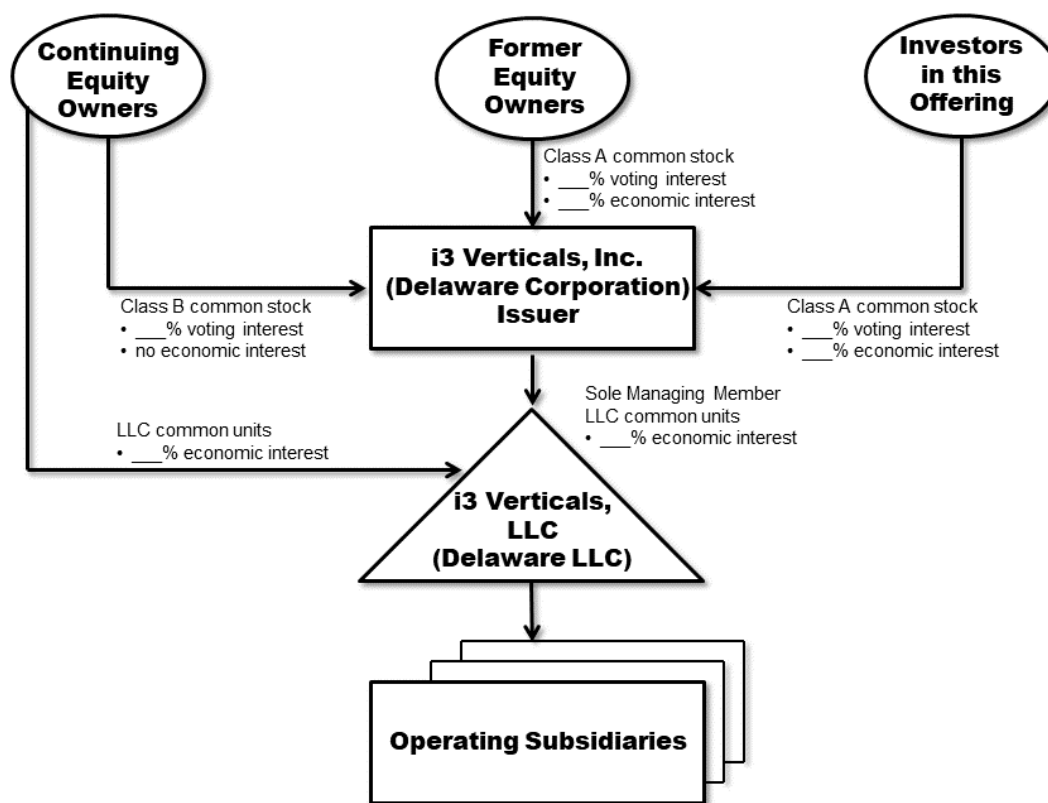 Continuing
Equity
Owners
Former
Equity
Owners
Investors
in this
Offering
Class A common stock
• ___% voting interest
• ___% economic interest
i3 Verticals, Inc.
(Delaware Corporation)
Issuer
Class B common stock
• ___% voting interest
• no economic interest
Class A common stock
• ___% voting interest
• ___% economic interest
Sole Managing Member
LLC common units
• ___% economic interest
LLC common units
• ___% economic interest
i3 Verticals,
LLC
(Delaware LLC)
Operating Subsidiaries